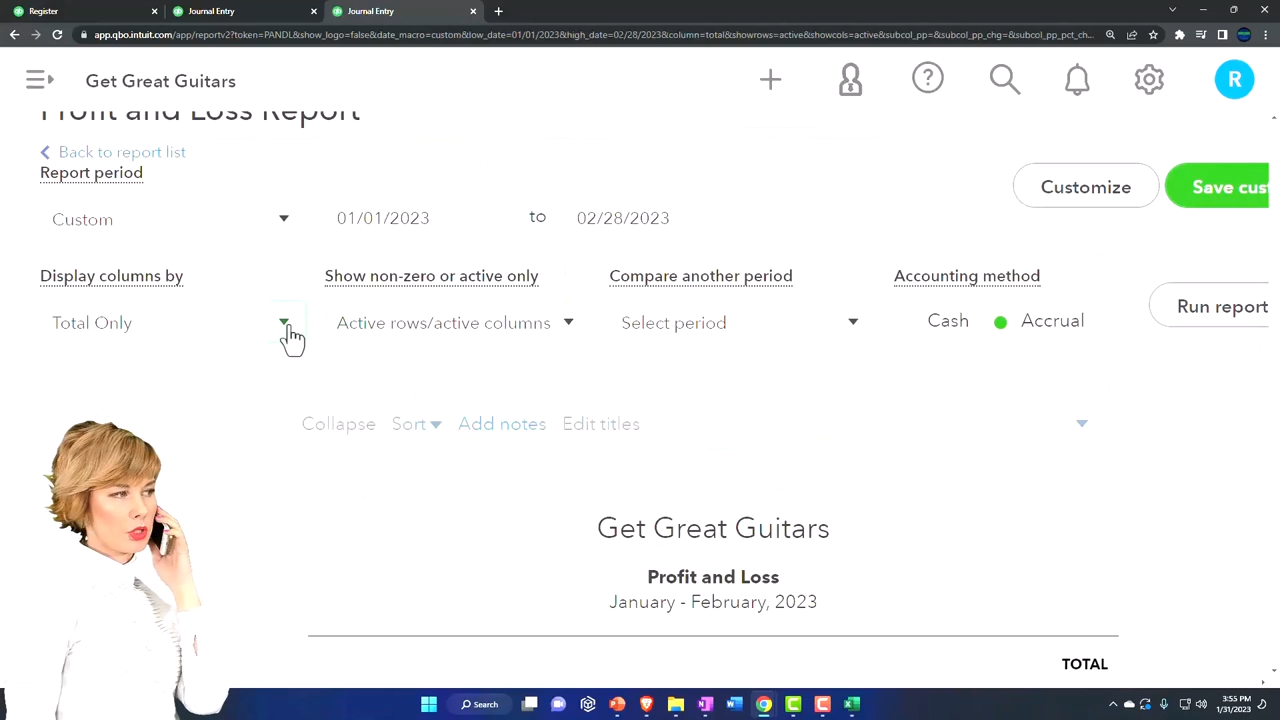 Register
Journal Entry
Journal Entry
app.qbo.intuit.com/app/reportv2?token=PANDL&show_logo=false&date_macro=custom&low_date=01/01/2023&high_date=02/28/2023&column=total&showrows=active&showcols=active&subcol_pp=&subcol_pp_chg=&subcol_pp_pct_ch...
Get Great Guitars
R
Profit and Loss Report
Back to report list
Report period
Customize
Save cust
Custom
01/01/2023 to 02/28/2023
Display columns by
Show non-zero or active only
Compare another period
Accounting method
Total Only
Active rows/active columns
Select period
Cash
Accrual
Run report
Collapse Sort Add notes Edit titles
Get Great Guitars
Profit and Loss
January - February, 2023
TOTAL
Search
3:55 PM
1/31/2023